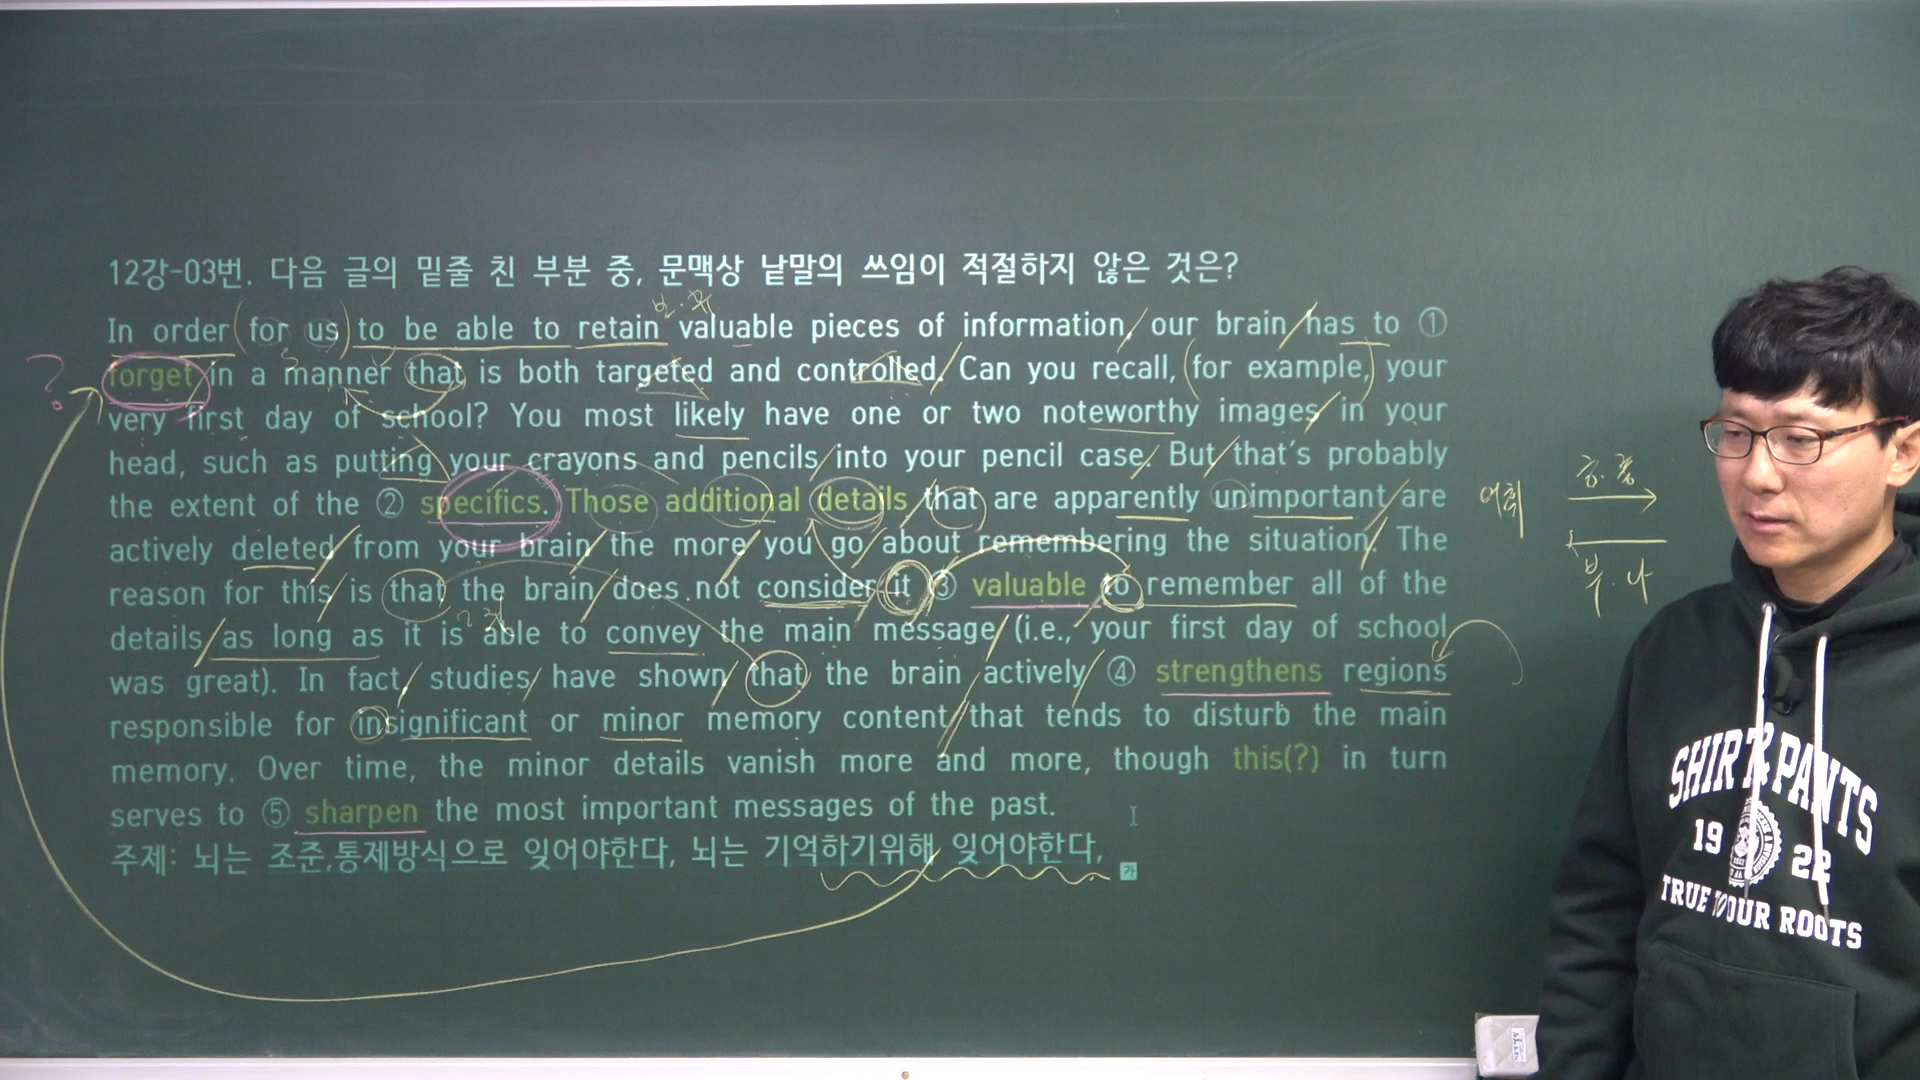 12강-03번. 다음 글의 밑줄 친 부분 중, 문맥상 낱말의 쓰임이 적절하지 않은 것은?
In order for us to be able to retain valuable pieces of information, our brain has to ①
forget in a manner that is both targeted and controlled. Can you recall, for example, your
very first day of school? You most likely have one or two noteworthy images in your
head, such as putting your crayons and pencils into your pencil case. But that's probably
the extent of the ② specifics. Those additional details that are apparently unimportant are
actively deleted from your brain the more you go about remembering the situation. The
reason for this is that the brain does not consider it ③ valuable to remember all of the
details as long as it is able to convey the main message (i.e., your first day of school
was great). In fact, studies have shown that the brain actively ④ strengthens regions
responsible for insignificant or minor memory content that tends to disturb the main
memory. Over time, the minor details vanish more and more, though this(?) in turn
serves to ⑤ sharpen the most important messages of the past.
주제: 뇌는 조준,통제방식으로 잊어야한다, 뇌는 기억하기위해 잊어야한다,
?
어휘
SHIRT & PANTS
19 22
TRUE TO OUR ROOTS